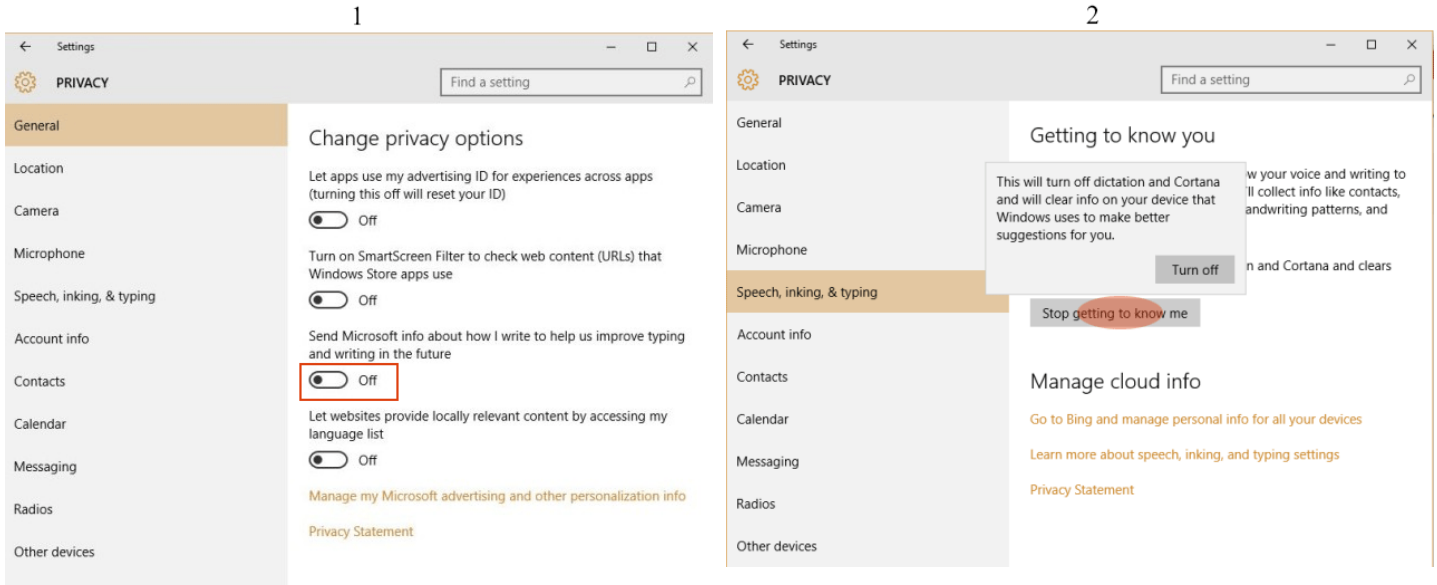 1
Settings
PRIVACY
Find a setting
General
Location
Camera
Microphone
Speech, inking, & typing
Account info
Contacts
Calendar
Messaging
Radios
Other devices
Change privacy options
Let apps use my advertising ID for experiences across apps
(turning this off will reset your ID)
Off
Turn on SmartScreen Filter to check web content (URLs) that
Windows Store apps use
Off
Send Microsoft info about how I write to help us improve typing
and writing in the future
Off
Let websites provide locally relevant content by accessing my
language list
Off
Manage my Microsoft advertising and other personalization info
Privacy Statement
2
Settings
PRIVACY
Find a setting
General
Location
Camera
Microphone
Speech, inking, & typing
Account info
Contacts
Calendar
Messaging
Radios
Other devices
Getting to know you
your voice and writing to
collect info like contacts,
andwriting patterns, and
and Cortana and clears
This will turn off dictation and Cortana
and will clear info on your device that
Windows uses to make better
suggestions for you.
Turn off
Stop getting to know me
Manage cloud info
Go to Bing and manage personal info for all your devices
Learn more about speech, inking, and typing settings
Privacy Statement